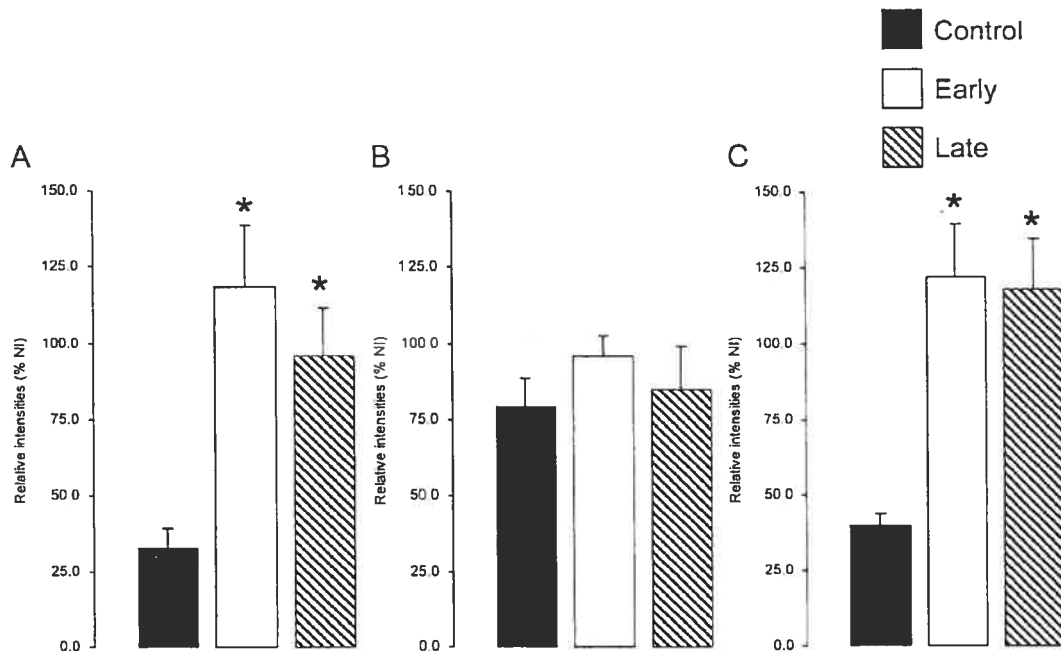 Control
Early
Late
A
B
C
150.0
125.0
100.0
75.0
50.0
25.0
0.0
Relative intensities (% NI)
*
*
150 0
125 0
100 0
75 0
50 0
25 0
0.0
Relative intensities (% NI)
150.0
125.0
100.0
75.0
50.0
25.0
0.0
Relative intensities (% NI)
*
*